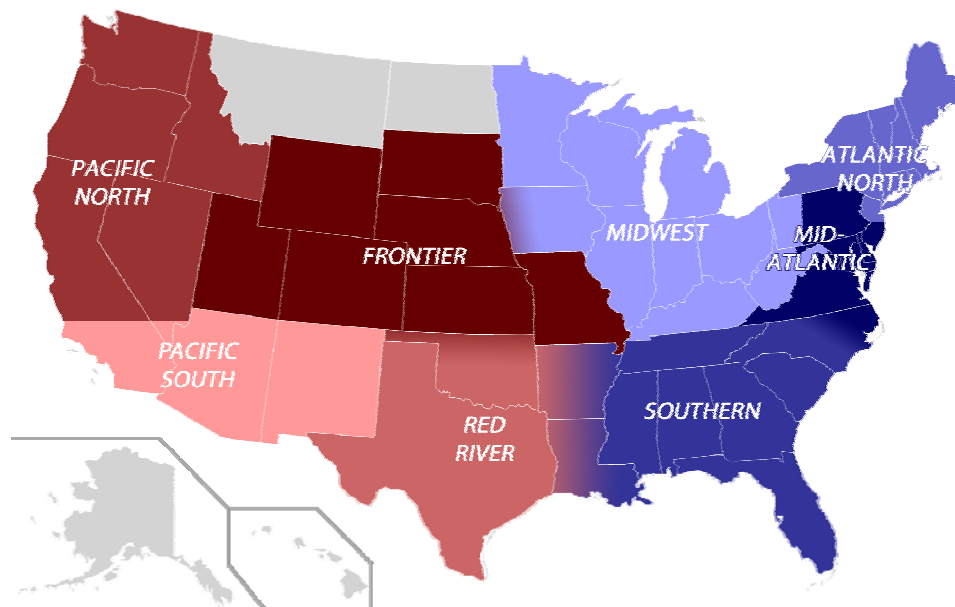 PACIFIC
NORTH
FRONTIER
MIDWEST
ATLANTIC
NORTH
MID
ATLANTIC
PACIFIC
SOUTH
RED
RIVER
SOUTHERN